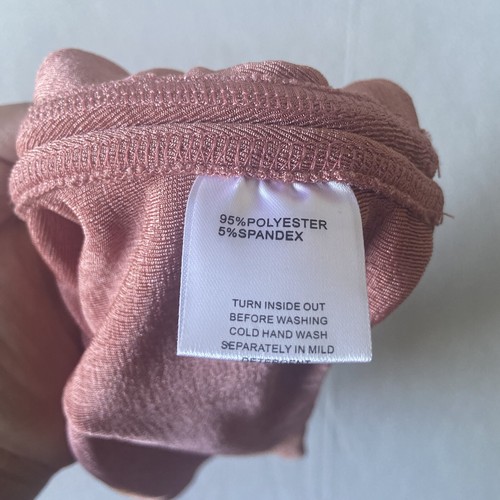 95%POLYESTER
5%SPANDEX
TURN INSIDE OUT
BEFORE WASHING
COLD HAND WASH
SEPARATELY IN MILD